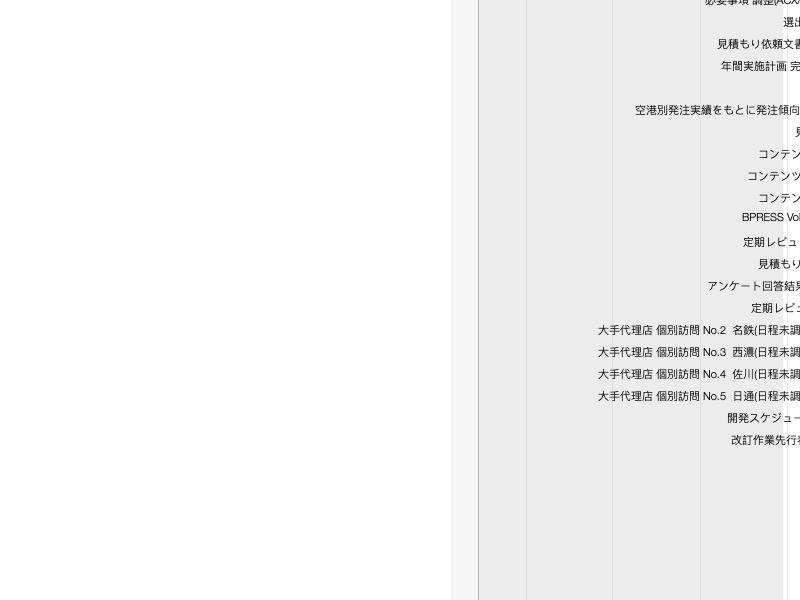 必要事項 調整(ACX/
選出
見積もり依頼文書
年間実施計画 完
空港別発注実績をもとに発注傾向
見
コンテン
コンテンツ
コンテン
BPRESS Vol
定期レビュ
見積もり
アンケート回答結果
定期レビュ
大手代理店 個別訪問 No.2 名鉄(日程未調
大手代理店 個別訪問 No.3 西濃(日程未調
大手代理店 個別訪問 No.4 佐川(日程未調
大手代理店 個別訪問 No.5 日通(日程未調
開発スケジュー
改訂作業先行